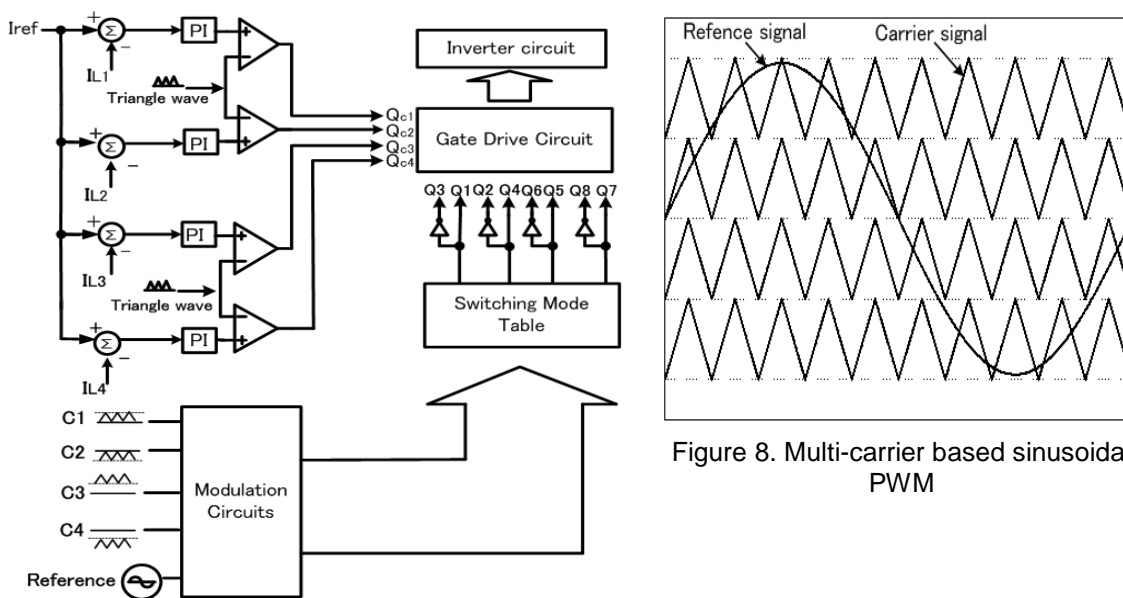 Iref
+
Σ
−
PI
+
−
IL1
Triangle wave
−
+
+
Σ
−
PI
IL2
+
Σ
−
PI
+
−
IL3
Triangle wave
−
+
+
Σ
−
PI
IL4
Inverter circuit
Qc1
Qc2
Qc3
Qc4
Gate Drive Circuit
Q3 Q1 Q2 Q4 Q6 Q5 Q8 Q7
Switching Mode
Table
C1
C2
C3
C4
Reference
Modulation
Circuits
Refence signal
Carrier signal
Figure 8. Multi-carrier based sinusoida
PWM